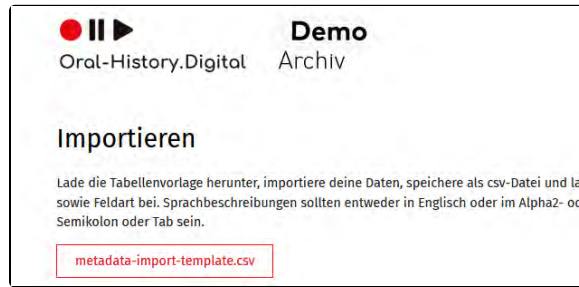 Demo
Oral-History.Digital Archiv
Importieren
Lade die Tabellenvorlage herunter, importiere deine Daten, speichere als csv-Datei und la
sowie Feldart bei. Sprachbeschreibungen sollten entweder in Englisch oder im Alpha2- od
Semikolon oder Tab sein.
metadata-import-template.csv